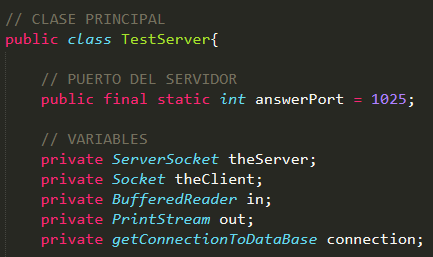 // CLASE PRINCIPAL
public class TestServer{
// PUERTO DEL SERVIDOR
public final static int answerPort = 1025;
// VARIABLES
private ServerSocket theServer;
private Socket theClient;
private BufferedReader in;
private PrintStream out;
private getConnectionToDataBase connection;